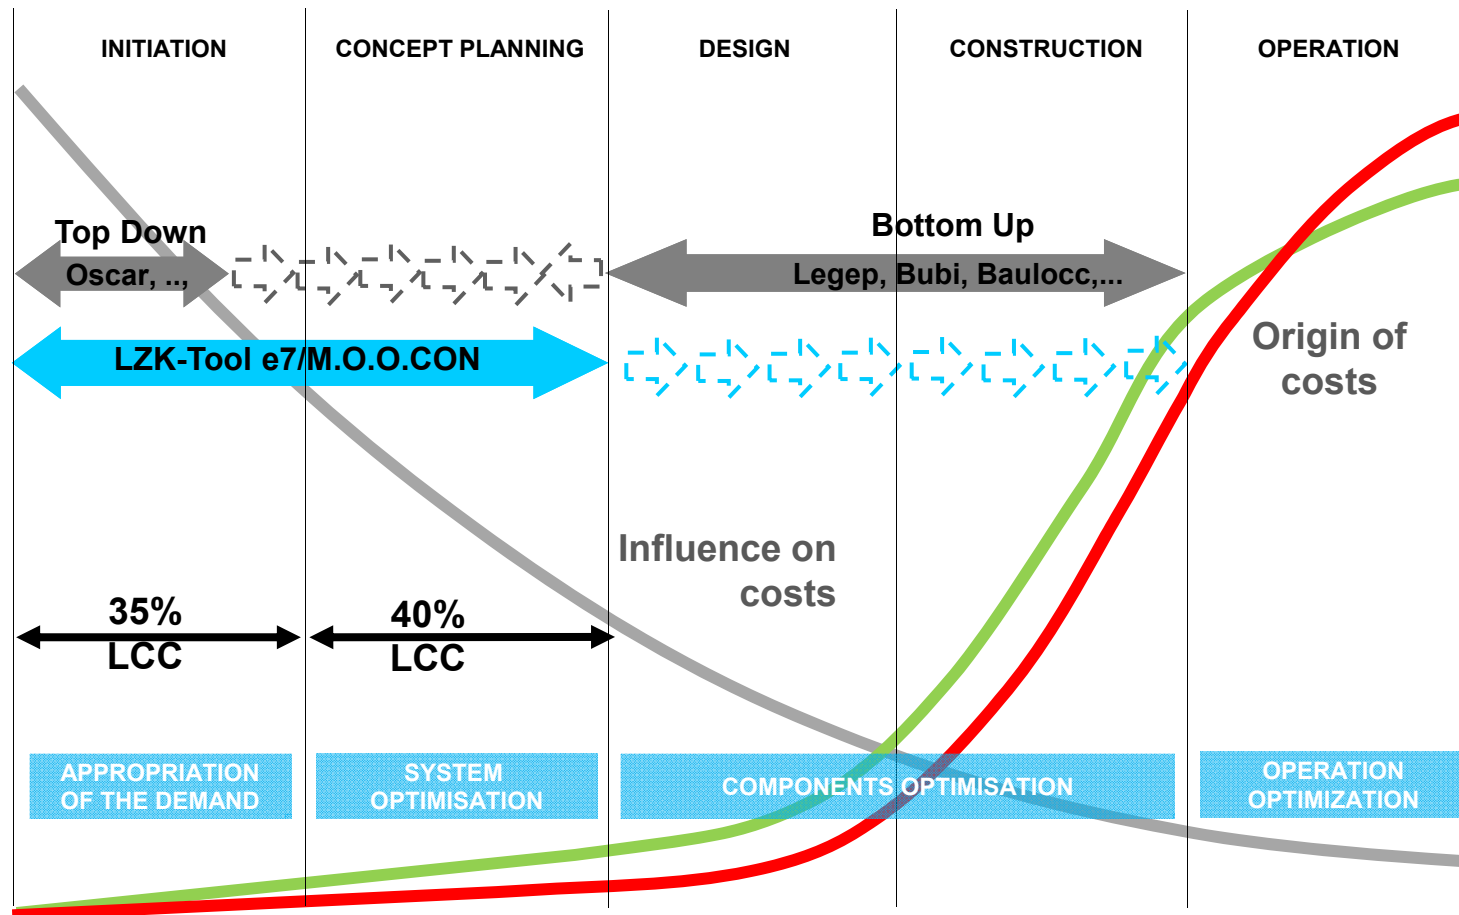 INITIATION
CONCEPT PLANNING
DESIGN
CONSTRUCTION
OPERATION
Top Down
Oscar, ..,
Bottom Up
Legep, Bubi, Baulocc,...
LZK-Tool e7/M.O.O.CON
Origin of
costs
Influence on
costs
35%
LCC
40%
LCC
APPROPRIATION
OF THE DEMAND
SYSTEM
OPTIMISATION
COMPONENTS OPTIMISATION
OPERATION
OPTIMIZATION